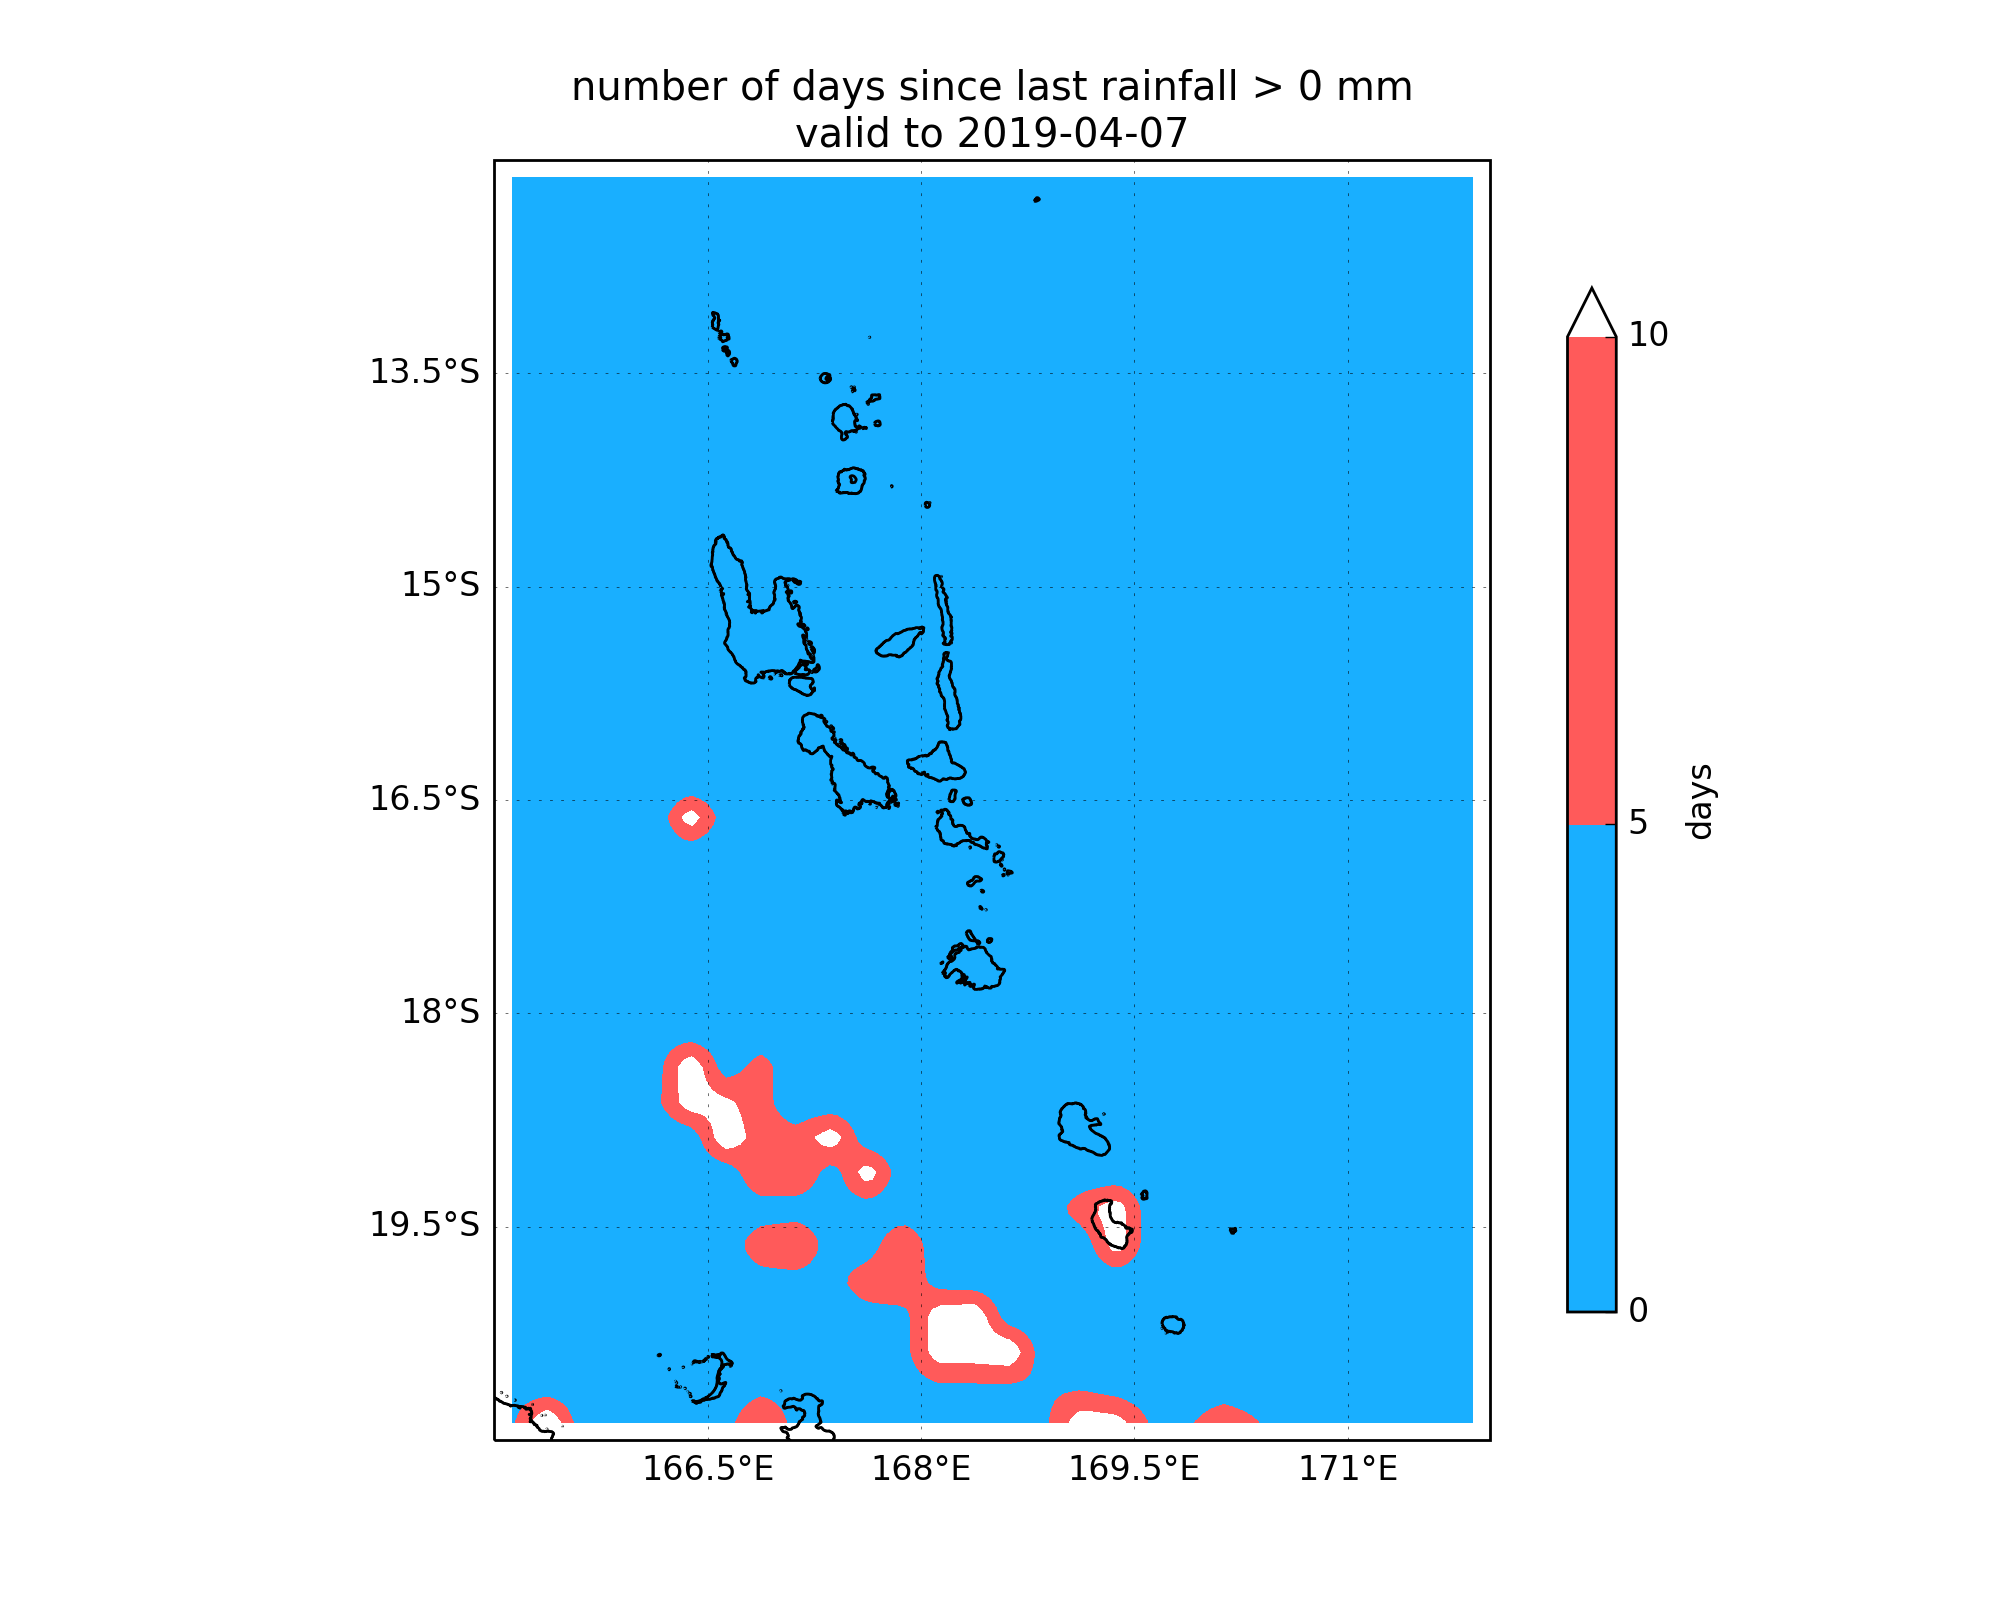 number of days since last rainfall > 0 mm
valid to 2019-04-07
13.5°S
15°S
16.5°S
18°S
19.5°S
166.5°E
168°E
169.5°E
171°E
10
5
0
days